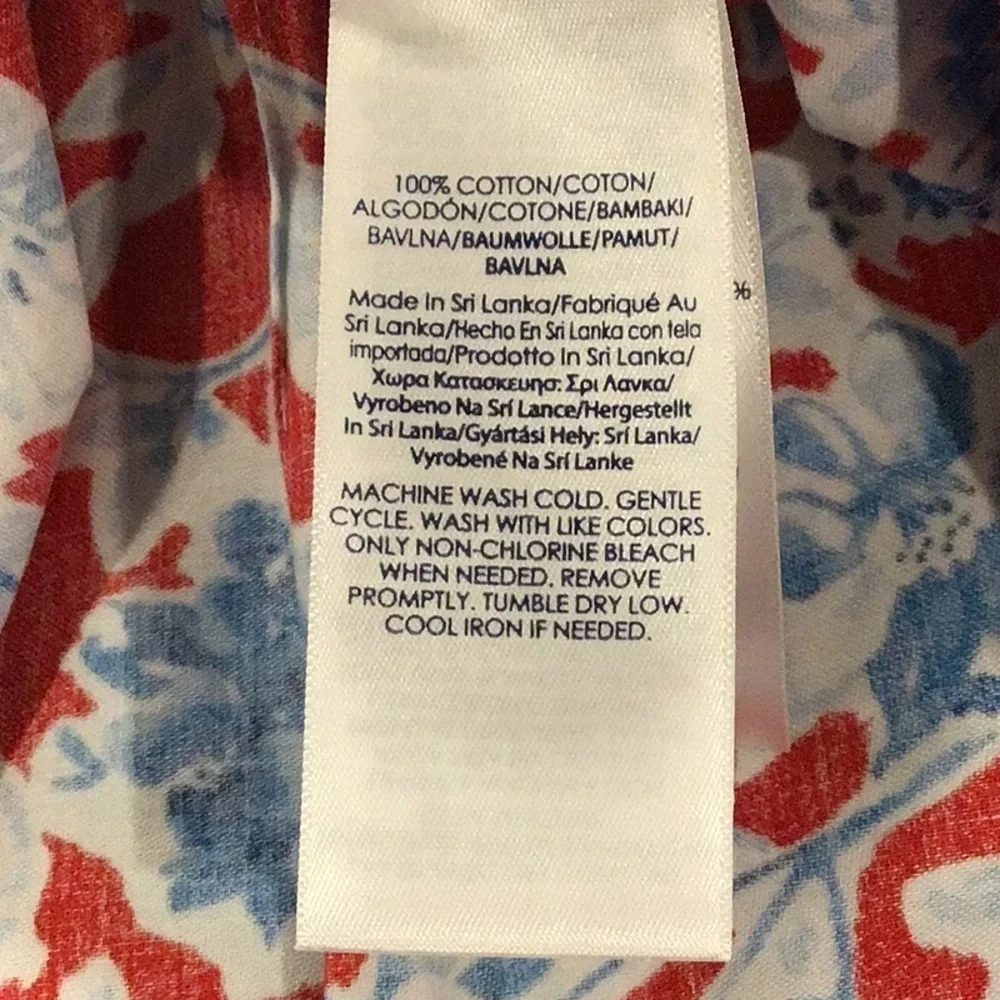 100% COTTON/COTON/
ALGODÓN/COTONE/BAMBAKI/
BAVLNA/BAUMWOLLE/PAMUT/
BAVLNA
Made In Sri Lanka/Fabriqué Au
Sri Lanka/Hecho En Sri Lanka con tela
importada/Prodotto In Sri Lanka/
Χωρα Κατασκευησ: Σρι Λανκα/
Vyrobeno Na Srí Lance/Hergestellt
In Sri Lanka/Gyártási Hely: Srí Lanka/
Vyrobené Na Srí Lanke
MACHINE WASH COLD. GENTLE
CYCLE. WASH WITH LIKE COLORS.
ONLY NON-CHLORINE BLEACH
WHEN NEEDED. REMOVE
PROMPTLY. TUMBLE DRY LOW.
COOL IRON IF NEEDED.
%